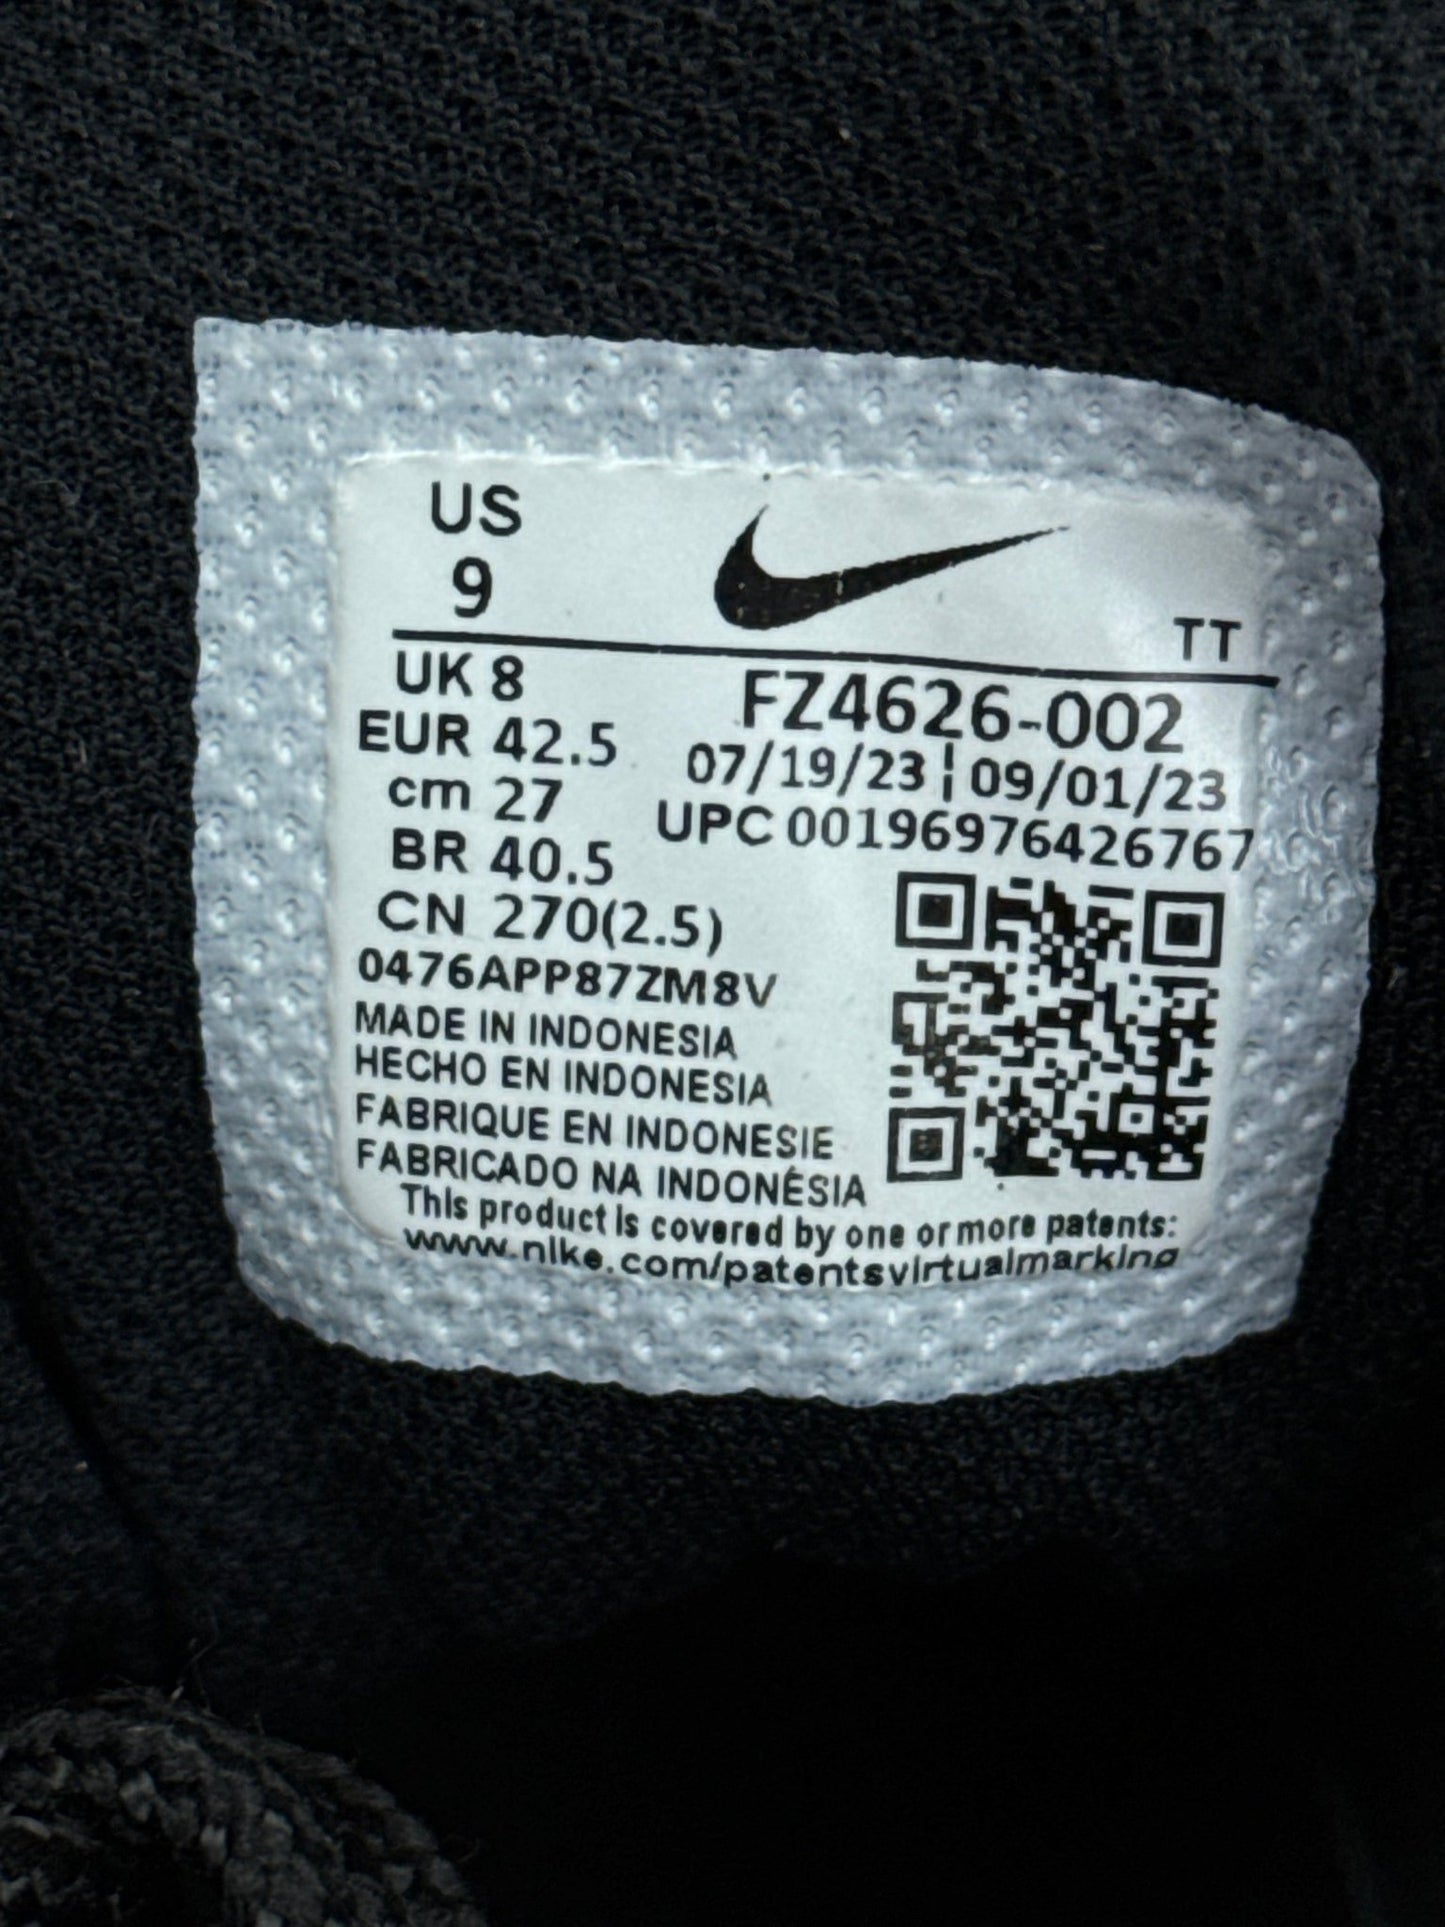 US
9
TT
UK 8
EUR 42.5
cm 27
BR 40.5
CN 270(2.5)
FZ4626-002
07/19/23 ¦ 09/01/23
UPC 00196976426767
0476APP87ZM8V
MADE IN INDONESIA
HECHO EN INDONESIA
FABRIQUE EN INDONESIE
FABRICADO NA INDONÉSIA
This product is covered by one or more patents:
www.nike.com/patentsvirtualmarking